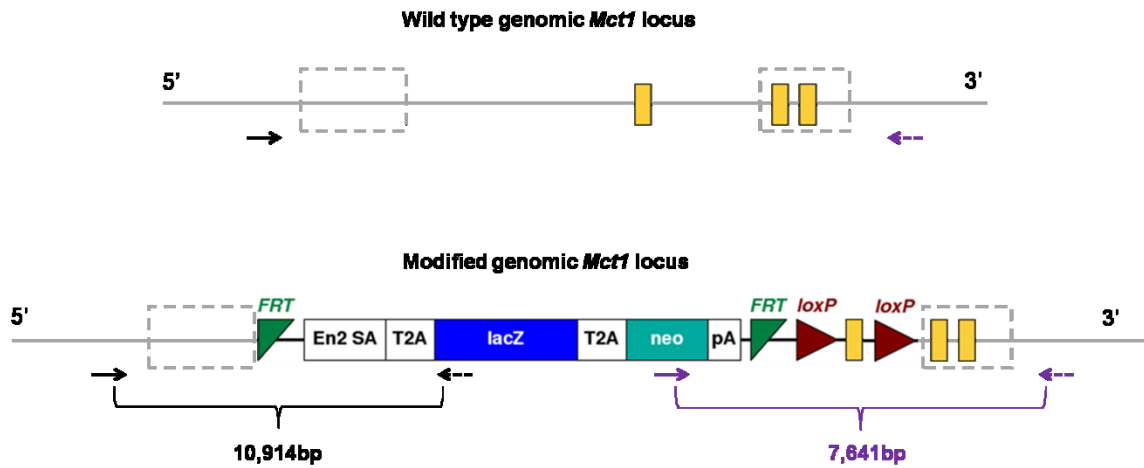 Wild type genomic Mct1 locus
5' 3'
Modified genomic Mct1 locus
5' FRT FRT loxP loxP 3'
En2 SA T2A lacZ T2A neo pA
10,914bp 7,641bp